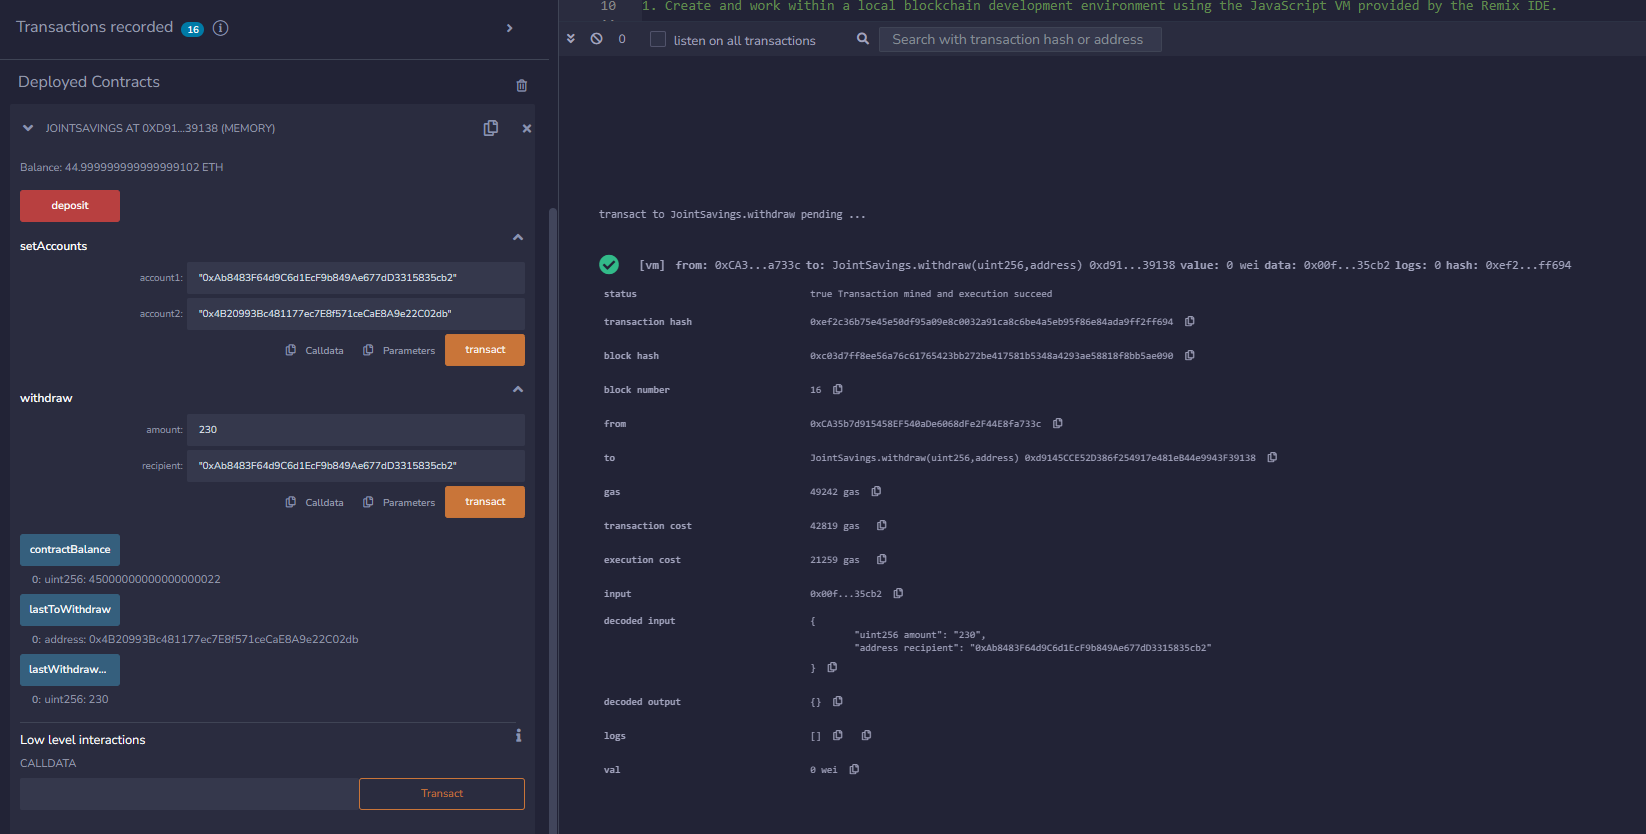 Transactions recorded 16
Deployed Contracts
JOINTSAVINGS AT 0XD91...39138 (MEMORY)
Balance: 44.999999999999999102 ETH
deposit
setAccounts
account1: "0xAb8483F64d9C6d1EcF9b849Ae677dD3315835cb2"
account2: "0x4B20993Bc481177ec7E8f571ceCaE8A9e22C02db"
Calldata Parameters transact
withdraw
amount: 230
recipient: "0xAb8483F64d9C6d1EcF9b849Ae677dD3315835cb2"
Calldata Parameters transact
contractBalance
0: uint256: 45000000000000000022
lastToWithdraw
0: address: 0x4B20993Bc481177ec7E8f571ceCaE8A9e22C02db
lastWithdraw...
0: uint256: 230
Low level interactions
CALLDATA
Transact
10 1. Create and work within a local blockchain development environment using the JavaScript VM provided by the Remix IDE.
0 listen on all transactions Search with transaction hash or address
transact to JointSavings.withdraw pending ...
[vm] from: 0xCA3...a733c to: JointSavings.withdraw(uint256,address) 0xd91...39138 value: 0 wei data: 0x00f...35cb2 logs: 0 hash: 0xef2...ff694
status true Transaction mined and execution succeed
transaction hash 0xef2c36b75e45e50df95a09e8c0032a91ca8c6be4a5eb95f86e84ada9ff2ff694
block hash 0xc03d7ff8ee56a76c61765423bb272be417581b5348a4293ae58818f8bb5ae090
block number 16
from 0xCA35b7d915458EF540aDe6068dFe2F44E8fa733c
to JointSavings.withdraw(uint256,address) 0xd9145CCE52D386f254917e481eB44e9943F39138
gas 49242 gas
transaction cost 42819 gas
execution cost 21259 gas
input 0x00f...35cb2
decoded input {
"uint256 amount": "230",
"address recipient": "0xAb8483F64d9C6d1EcF9b849Ae677dD3315835cb2"
}
decoded output {}
logs []
val 0 wei